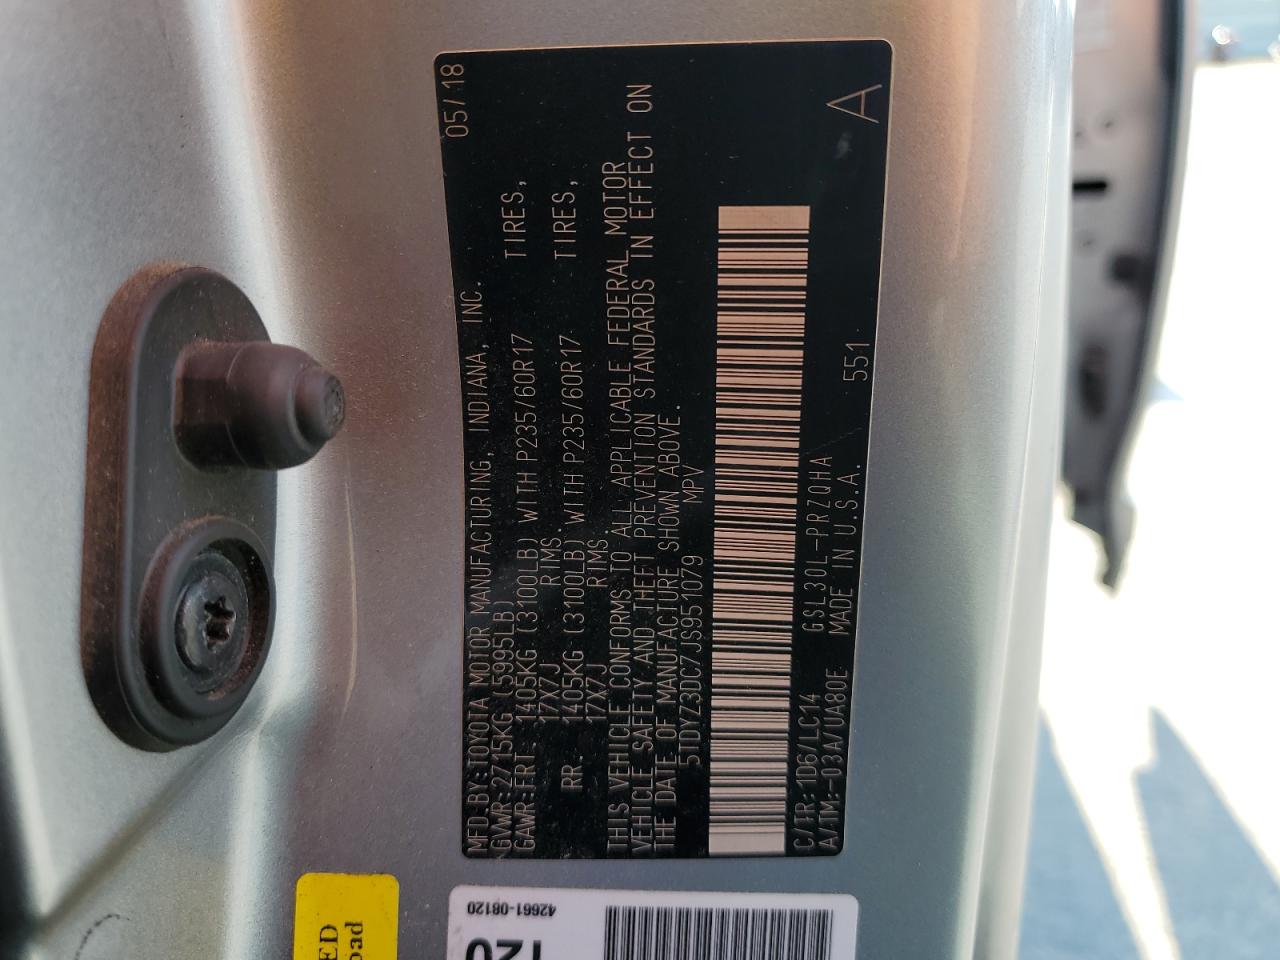 MFD.BY:TOYOTA MOTOR MANUFACTURING, INDIANA, INC. 05/18
GVWR:2715KG(5995LB)
GAWR:FRT. 1405KG (3100LB) WITH P235/60R17 TIRES,
17X7J RIMS.
RR. 1405KG (3100LB) WITH P235/60R17 TIRES,
17X7J RIMS
THIS VEHICLE CONFORMS TO ALL APPLICABLE FEDERAL MOTOR
VEHICLE SAFETY AND THEFT PREVENTION STANDARDS IN EFFECT ON
THE DATE OF MANUFACTURE SHOWN ABOVE.
5TDYZ3DC7JS951079 MPV
C/TR:1D6/LC14 GSL30L-PRZQHA 551
A/TM:-03A/UA80E MADE IN U.S.A.
A
42661-08120